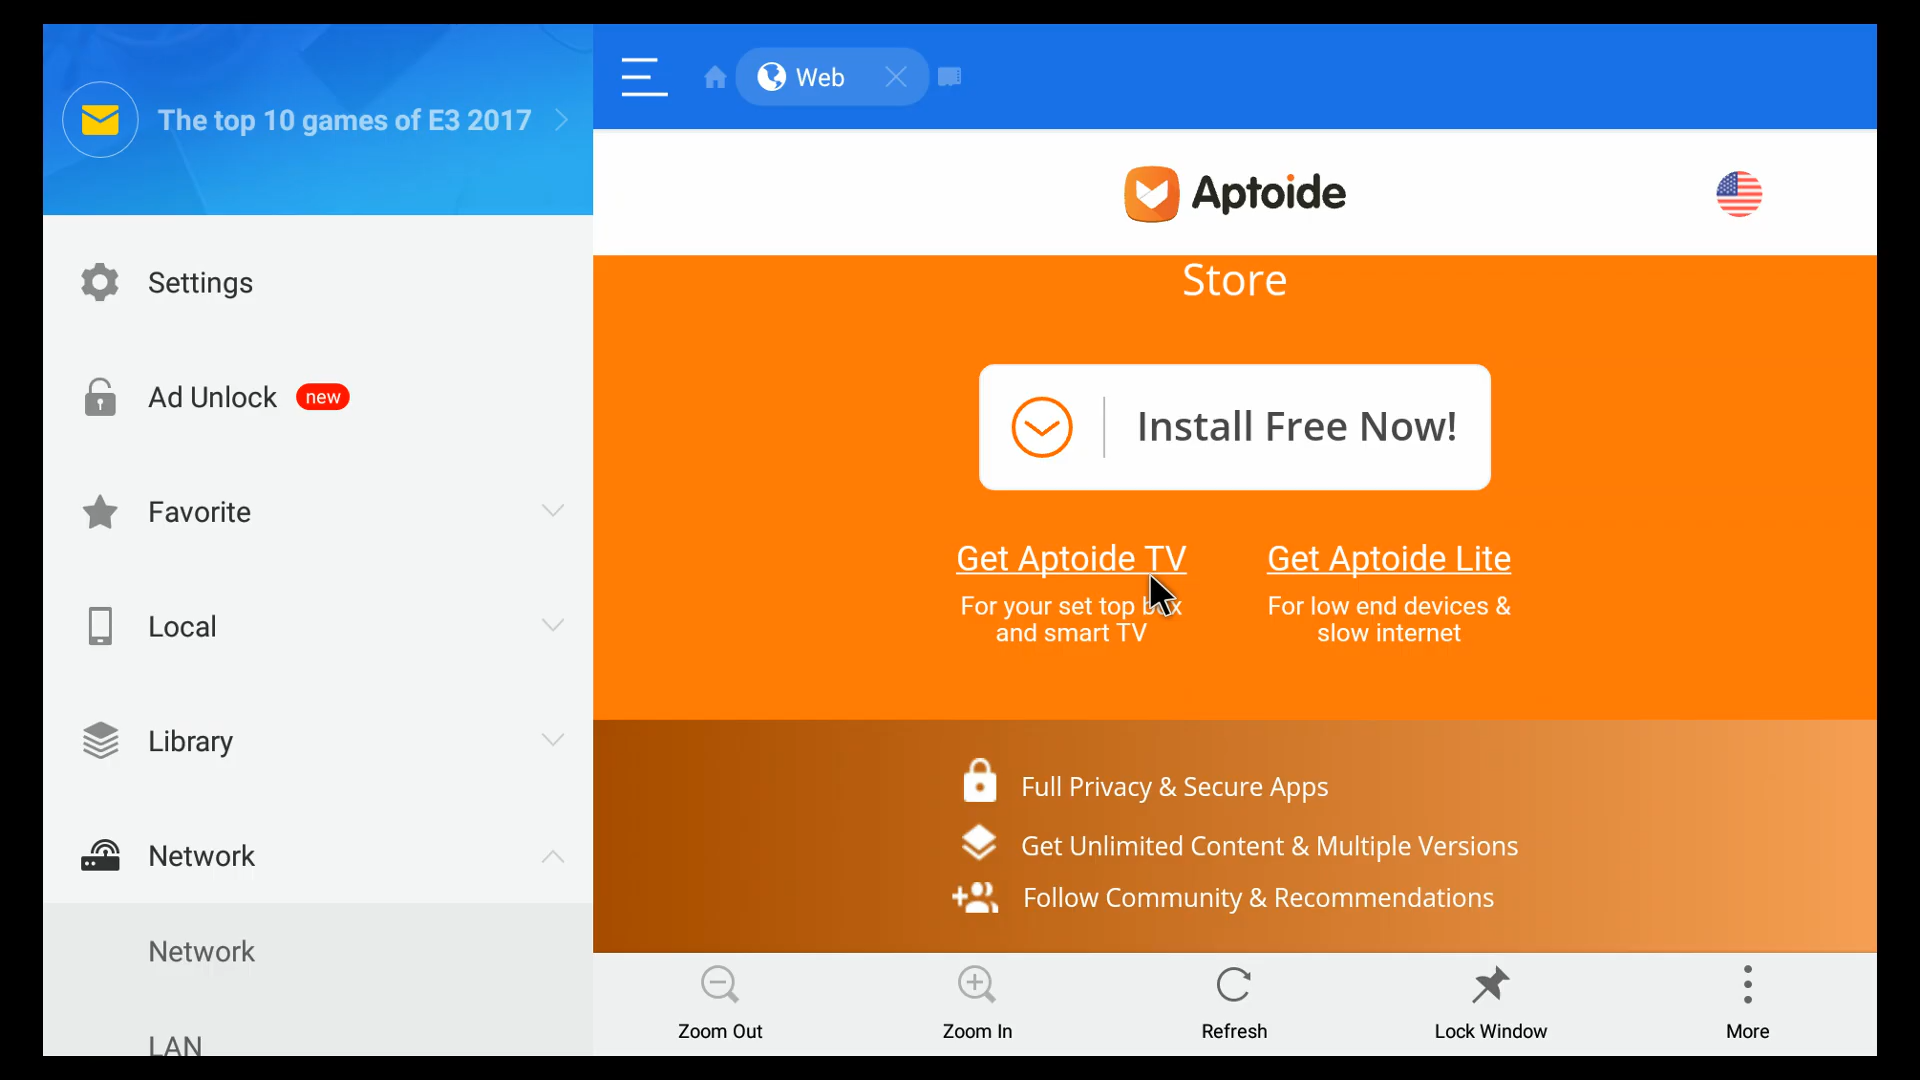 The top 10 games of E3 2017
Settings
Ad Unlock new
Favorite
Local
Library
Network
Network
LAN
Web
Aptoide
Store
Install Free Now!
Get Aptoide TV
For your set top box
and smart TV
Get Aptoide Lite
For low end devices &
slow internet
Full Privacy & Secure Apps
Get Unlimited Content & Multiple Versions
Follow Community & Recommendations
Zoom Out
Zoom In
Refresh
Lock Window
More